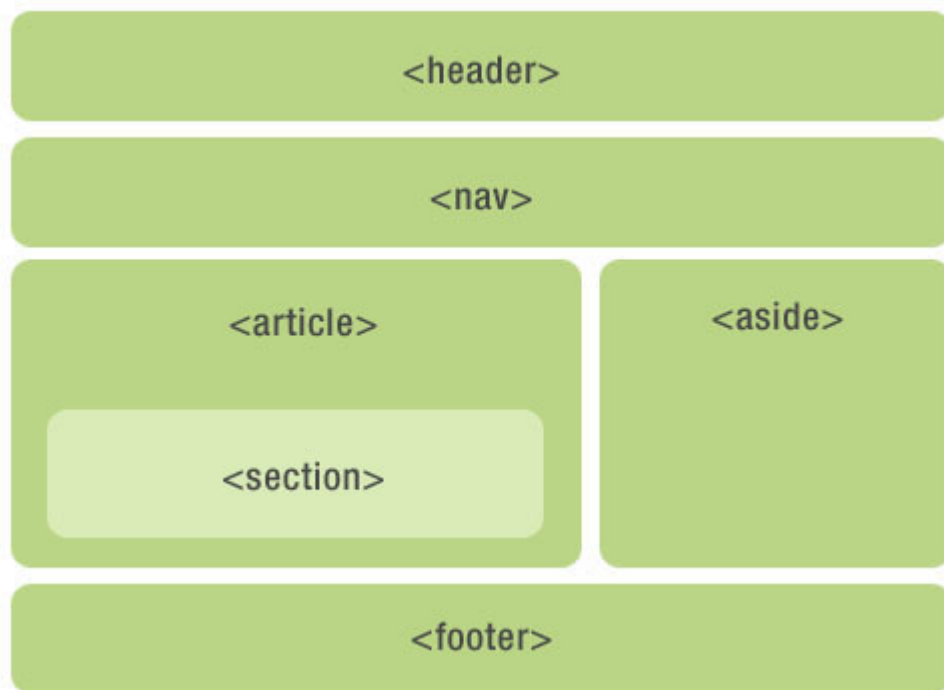 <header>
<nav>
<article>
<aside>
<section>
<footer>